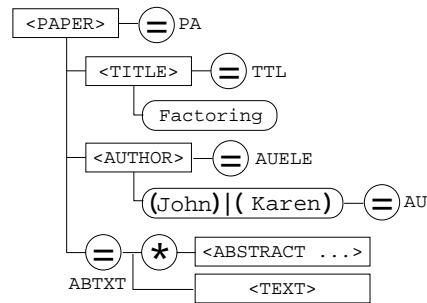 <PAPER> = PA
<TITLE> = TTL
Factoring
<AUTHOR> = AUELE
(John)|( Karen) = AU
= * <ABSTRACT ...>
ABTXT <TEXT>